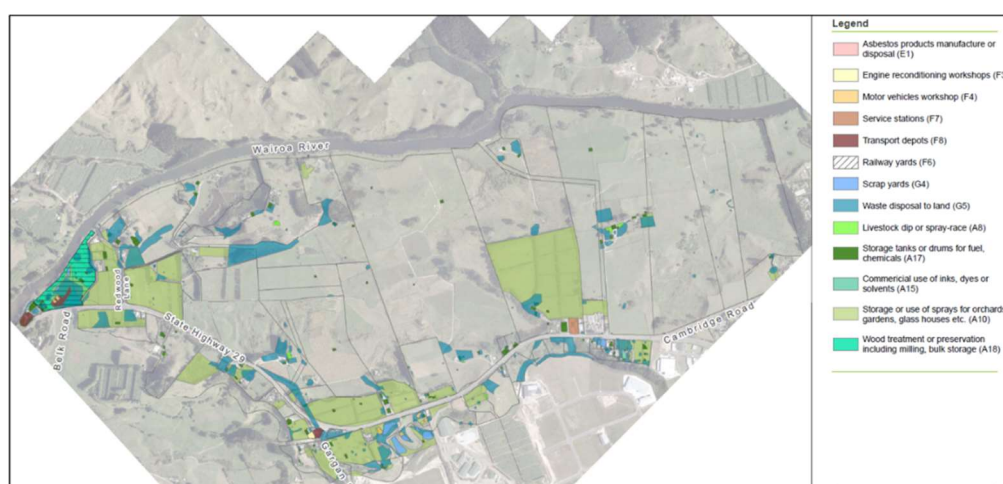 Wairoa River
Redwood
Lane
Belk Road
State Highway 29
Cambridge Road
Gargan
Legend
Asbestos products manufacture or
disposal (E1)
Engine reconditioning workshops (F
Motor vehicles workshop (F4)
Service stations (F7)
Transport depots (F8)
Railway yards (F6)
Scrap yards (G4)
Waste disposal to land (G5)
Livestock dip or spray-race (A8)
Storage tanks or drums for fuel,
chemicals (A17)
Commericial use of inks, dyes or
solvents (A15)
Storage or use of sprays for orchards
gardens, glass houses etc. (A10)
Wood treatment or preservation
including milling, bulk storage (A18)